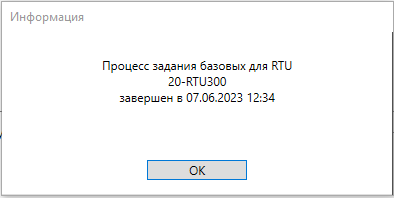 Информация
Процесс задания базовых для RTU
20-RTU300
завершен в 07.06.2023 12:34
OK